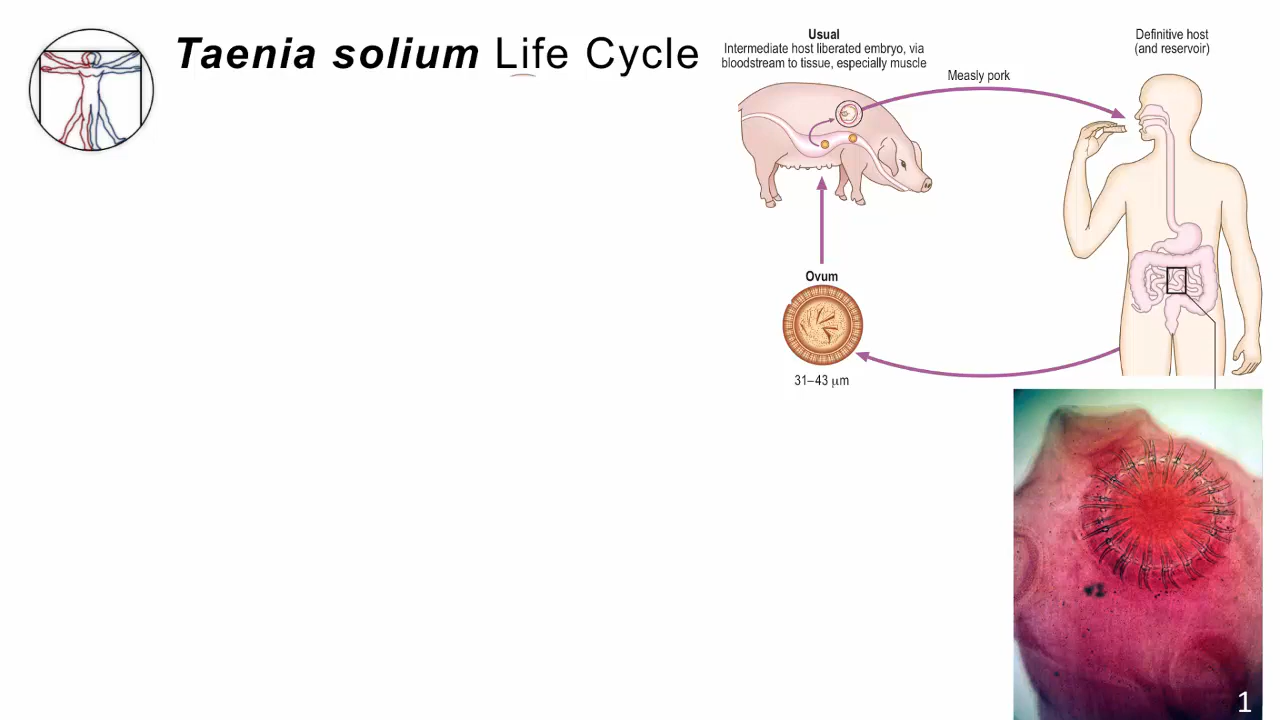 Taenia solium Life Cycle
Usual
Intermediate host liberated embryo, via
bloodstream to tissue, especially muscle
Measly pork
Definitive host
(and reservoir)
Ovum
31–43 μm
1